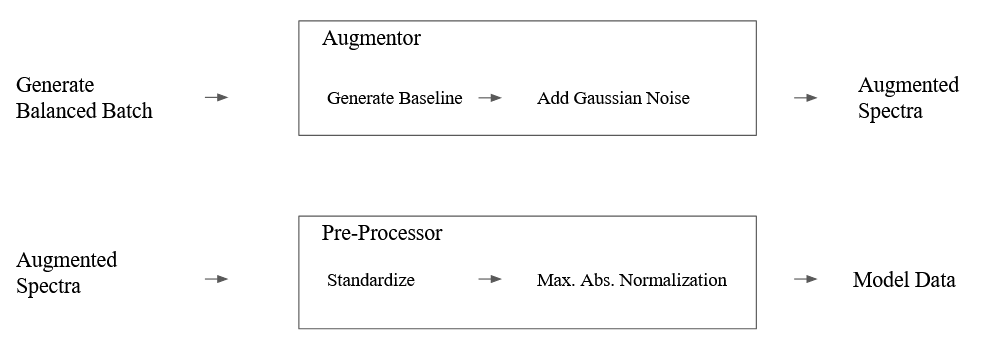 Augmentor
Generate
Balanced Batch
Generate Baseline
Add Gaussian Noise
Augmented
Spectra
Pre-Processor
Augmented
Spectra
Standardize
Max. Abs. Normalization
Model Data